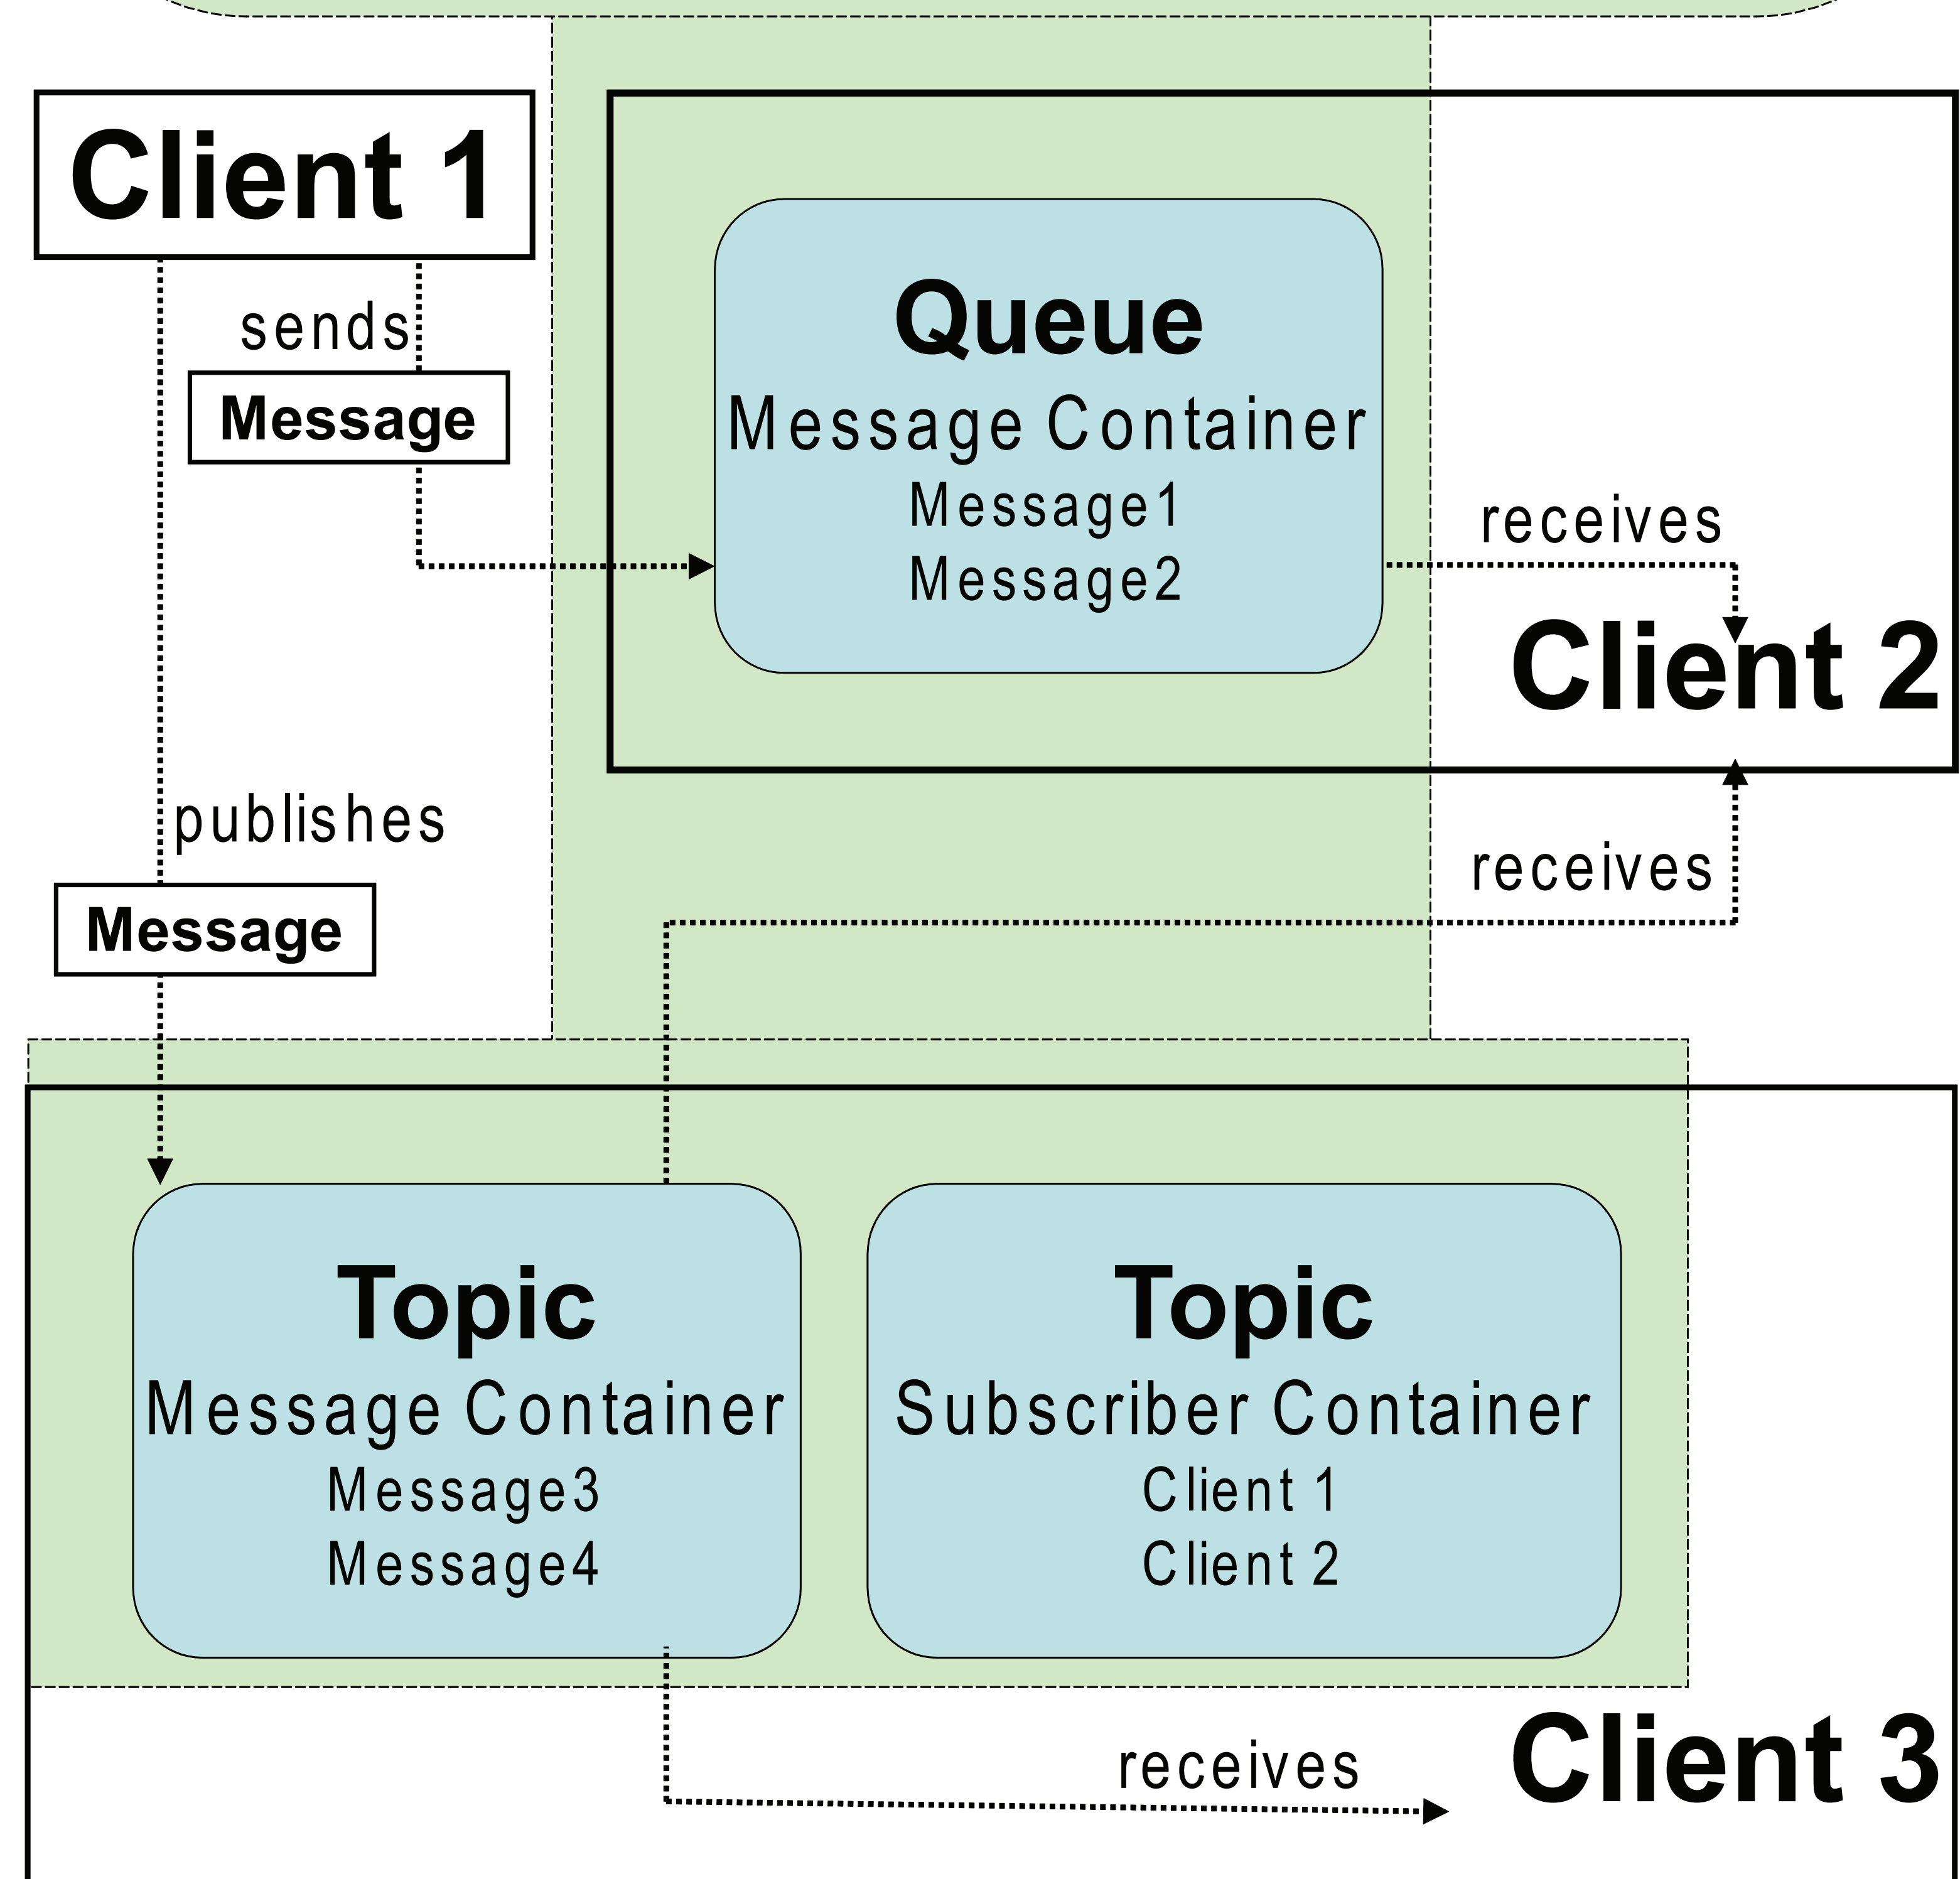 Client 1
sends
Message
Queue
Message Container
Message1
Message2
receives
Client 2
publishes
Message
receives
Topic
Message Container
Message3
Message4
Topic
Subscriber Container
Client 1
Client 2
receives
Client 3